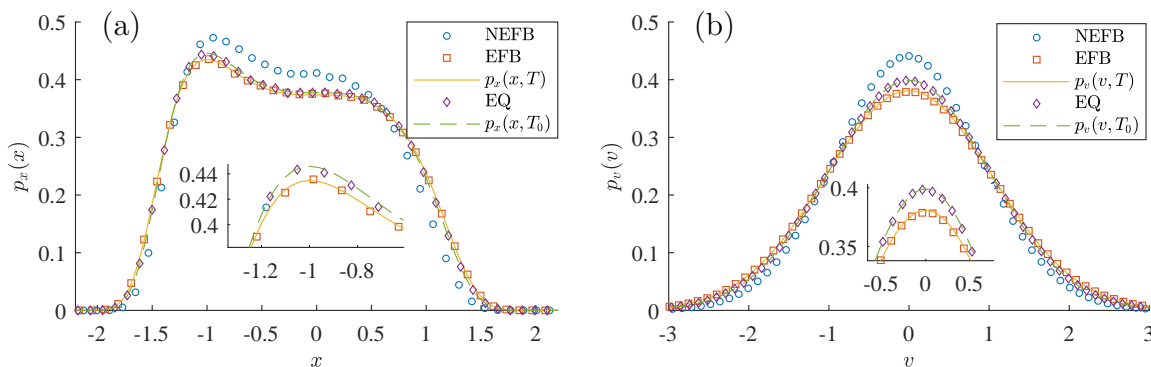 (a)
NEFB
EFB
p_x(x, T)
EQ
p_x(x, T_0)
p_x(x)
0.5
0.4
0.3
0.2
0.1
0
0.44
0.42
0.4
-1.2 -1 -0.8
-2 -1.5 -1 -0.5 0 0.5 1 1.5 2
x
(b)
NEFB
EFB
p_v(v, T)
EQ
p_v(v, T_0)
p_v(v)
0.5
0.4
0.3
0.2
0.1
0
0.4
0.35
-0.5 0 0.5
-3 -2 -1 0 1 2 3
v